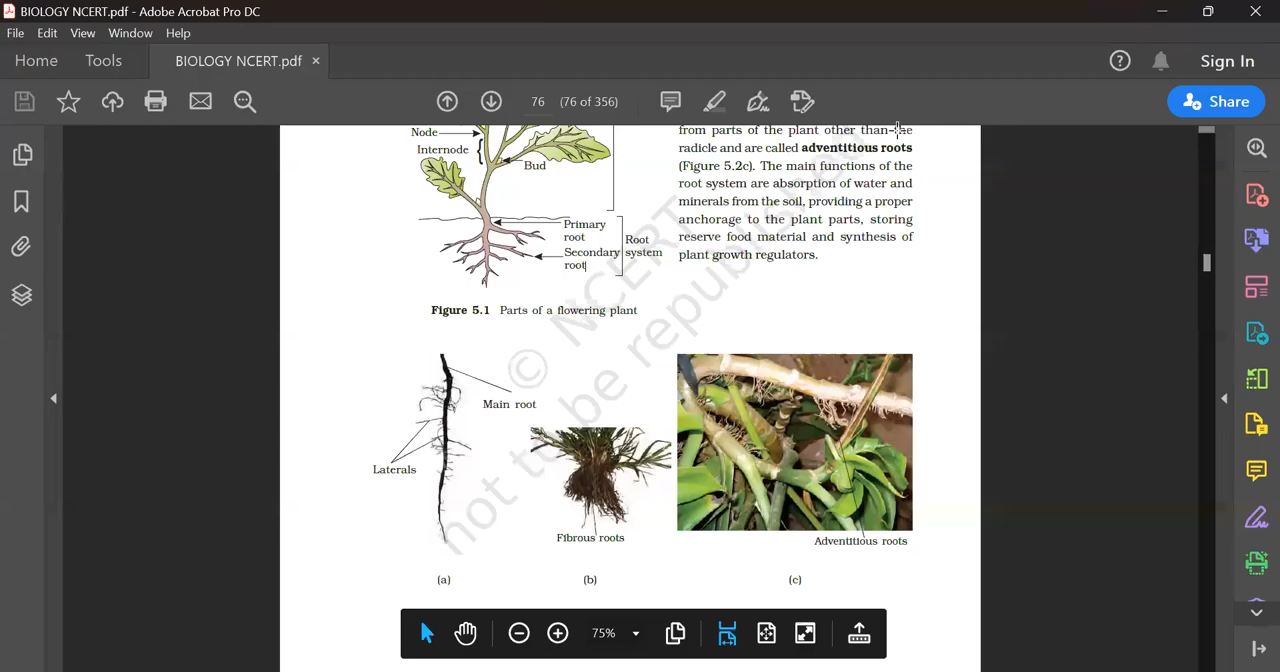 BIOLOGY NCERT.pdf - Adobe Acrobat Pro DC
File Edit View Window Help
Home Tools BIOLOGY NCERT.pdf × Sign In
76 (76 of 356) Share
Node
Internode
Bud
Primary
root
Secondary
root
Root
system
Figure 5.1 Parts of a flowering plant
from parts of the plant other than the
radicle and are called adventitious roots
(Figure 5.2c). The main functions of the
root system are absorption of water and
minerals from the soil, providing a proper
anchorage to the plant parts, storing
reserve food material and synthesis of
plant growth regulators.
© NCERT
not to be republished
Main root
Laterals
Fibrous roots
Adventitious roots
(a) (b) (c)
75%